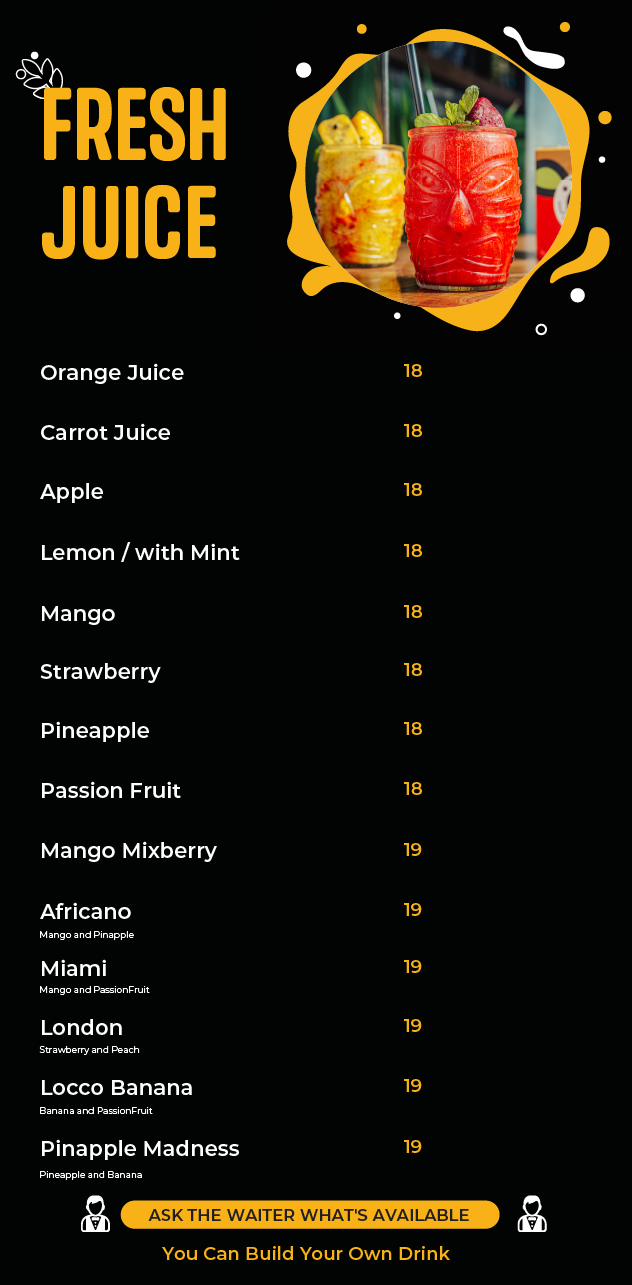 FRESH
JUICE
Orange Juice 18
Carrot Juice 18
Apple 18
Lemon / with Mint 18
Mango 18
Strawberry 18
Pineapple 18
Passion Fruit 18
Mango Mixberry 19
Africano 19
Mango and Pinapple
Miami 19
Mango and PassionFruit
London 19
Strawberry and Peach
Locco Banana 19
Banana and PassionFruit
Pinapple Madness 19
Pineapple and Banana
ASK THE WAITER WHAT'S AVAILABLE
You Can Build Your Own Drink